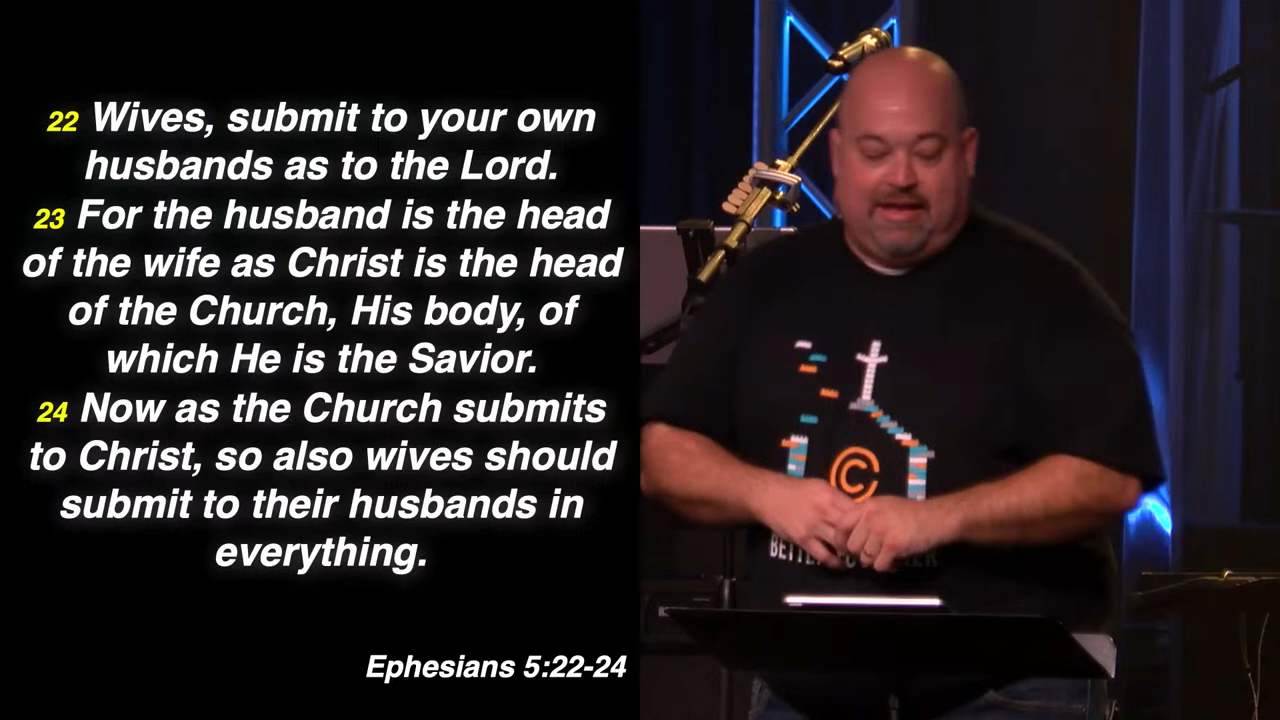 22 Wives, submit to your own
husbands as to the Lord.
23 For the husband is the head
of the wife as Christ is the head
of the Church, His body, of
which He is the Savior.
24 Now as the Church submits
to Christ, so also wives should
submit to their husbands in
everything.
Ephesians 5:22-24
C